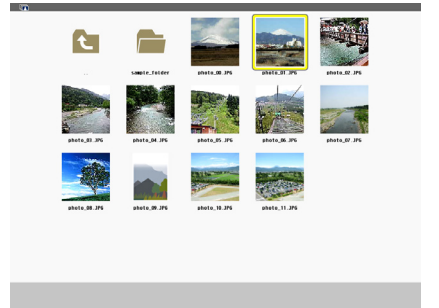 ..
sample_folder
photo_00.JPG
photo_01.JPG
photo_02.JPG
photo_03.JPG
photo_04.JPG
photo_05.JPG
photo_06.JPG
photo_07.JPG
photo_08.JPG
photo_09.JPG
photo_10.JPG
photo_11.JPG